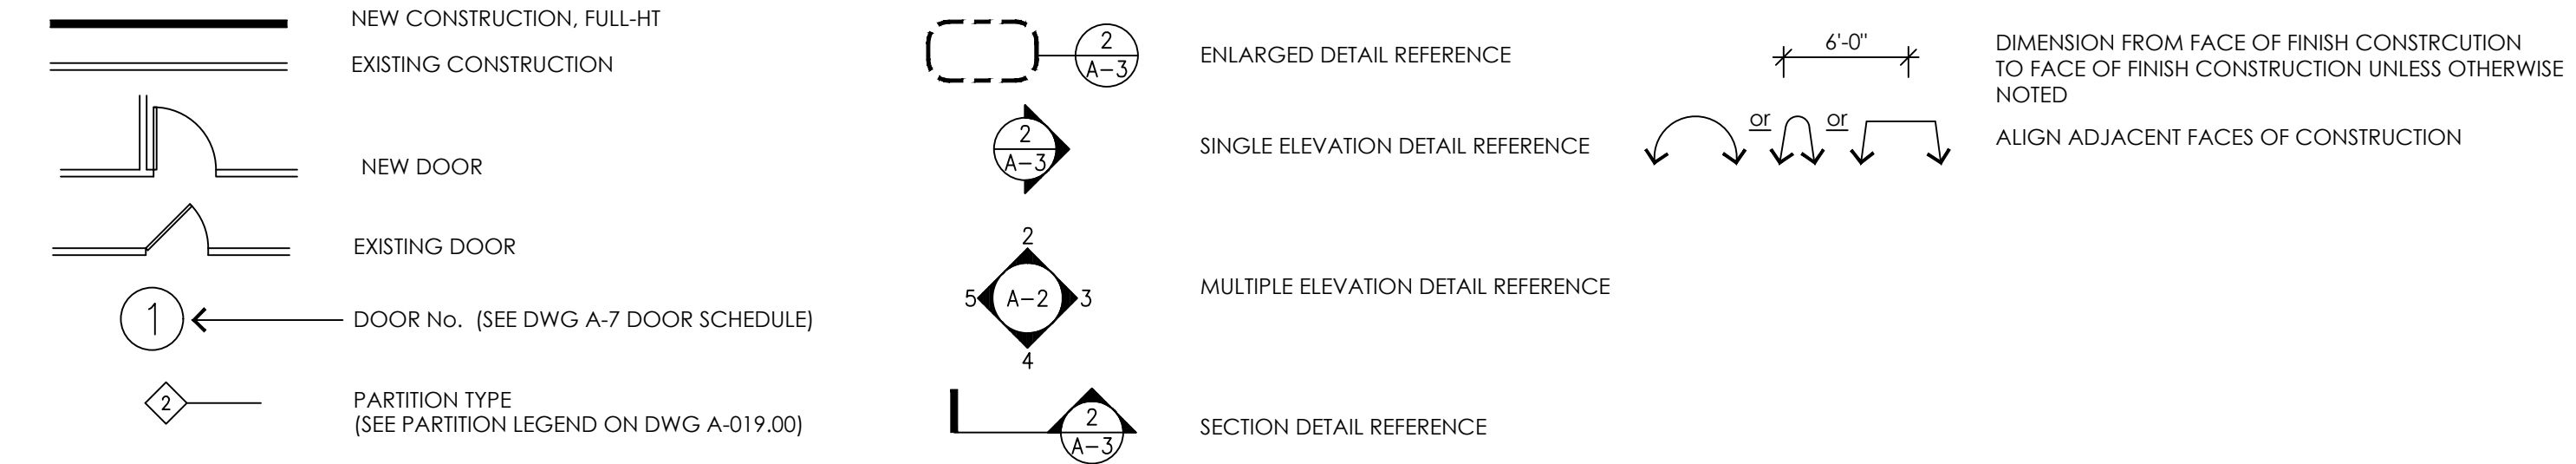 NEW CONSTRUCTION, FULL-HT
EXISTING CONSTRUCTION
NEW DOOR
EXISTING DOOR
1
DOOR No. (SEE DWG A-7 DOOR SCHEDULE)
2
PARTITION TYPE
(SEE PARTITION LEGEND ON DWG A-019.00)
2
A-3
ENLARGED DETAIL REFERENCE
2
A-3
SINGLE ELEVATION DETAIL REFERENCE
2
5 A-2 3
4
MULTIPLE ELEVATION DETAIL REFERENCE
2
A-3
SECTION DETAIL REFERENCE
6'-0"
DIMENSION FROM FACE OF FINISH CONSTRCUTION
TO FACE OF FINISH CONSTRUCTION UNLESS OTHERWISE
NOTED
or or
ALIGN ADJACENT FACES OF CONSTRUCTION